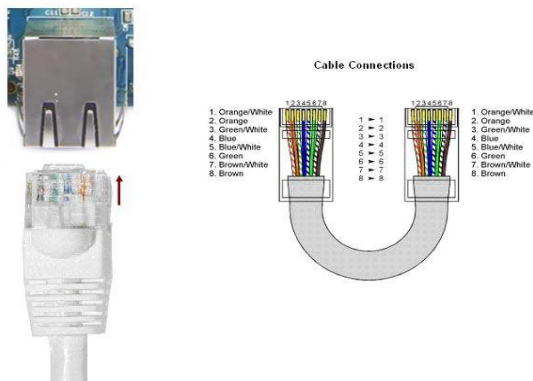 CL1 CL2
Cable Connections
12345678
1. Orange/White
2. Orange
3. Green/White
4. Blue
5. Blue/White
6. Green
7. Brown/White
8. Brown
1 ► 1
2 ► 2
3 ► 3
4 ► 4
5 ► 5
6 ► 6
7 ► 7
8 ► 8
12345678
1. Orange/White
2. Orange
3. Green/White
4. Blue
5. Blue/White
6. Green
7. Brown/White
8. Brown